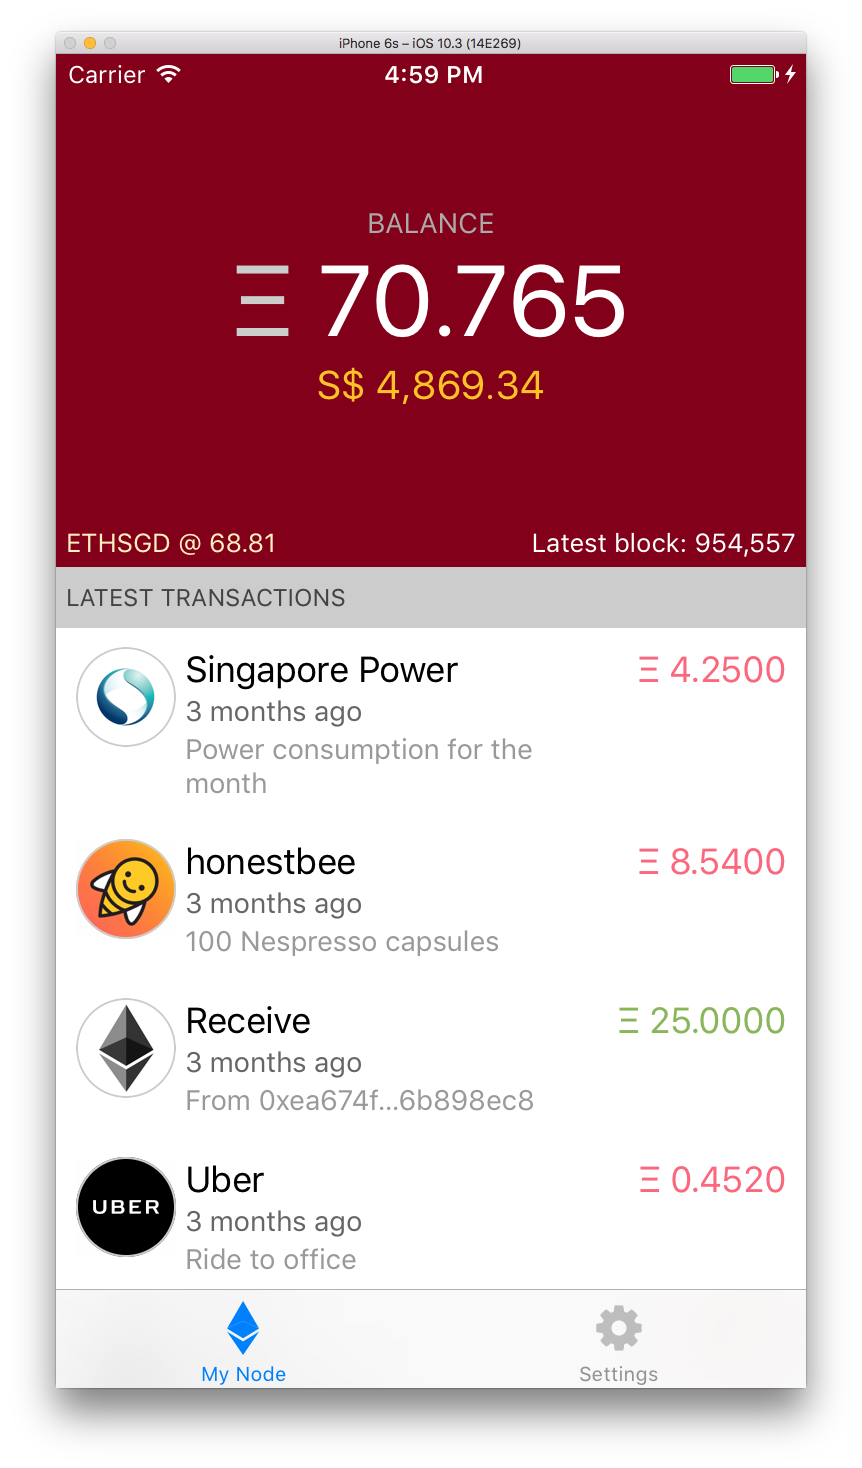 iPhone 6s – iOS 10.3 (14E269)
Carrier 4:59 PM
BALANCE
Ξ 70.765
S$ 4,869.34
ETHSGD @ 68.81 Latest block: 954,557
LATEST TRANSACTIONS
Singapore Power Ξ 4.2500
3 months ago
Power consumption for the
month
honestbee Ξ 8.5400
3 months ago
100 Nespresso capsules
Receive Ξ 25.0000
3 months ago
From 0xea674f...6b898ec8
UBER
Uber Ξ 0.4520
3 months ago
Ride to office
My Node Settings